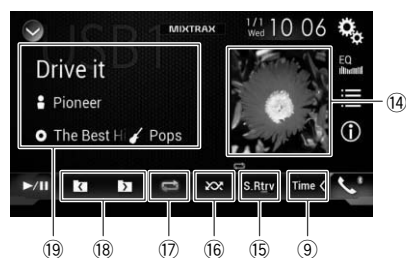 USB1
MIXTRAX
1/1
Wed
10 06
EQ
Drive it
Pioneer
The Best Hi
Pops
⑭
S.Rtrv
Time
⑲
⑱
⑰
⑯
⑮
⑨